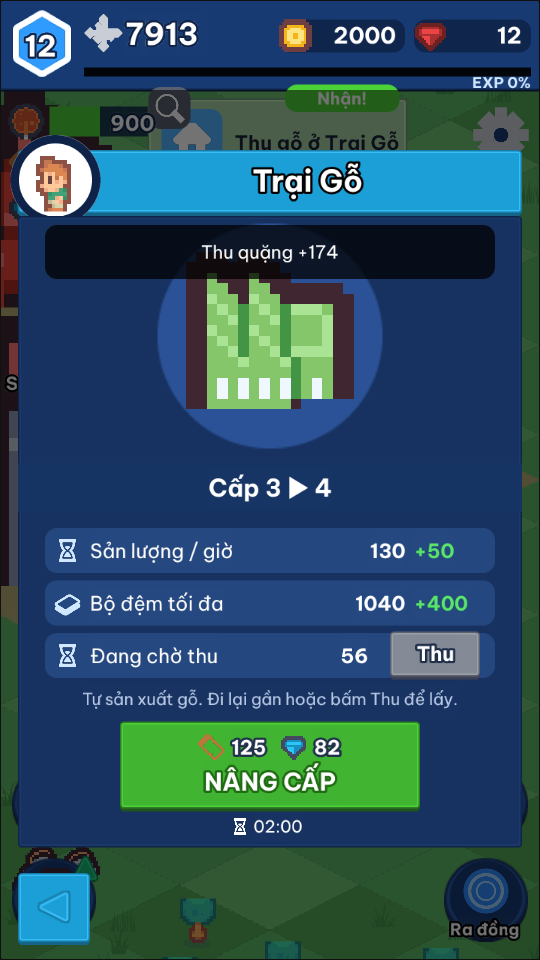 12
7913
2000
12
EXP 0%
Nhận!
900
Thu gỗ ở Trại Gỗ
Trại Gỗ
Thu quặng +174
Cấp 3 ▶ 4
Sản lượng / giờ 130 +50
Bộ đệm tối đa 1040 +400
Đang chờ thu 56 Thu
Tự sản xuất gỗ. Đi lại gần hoặc bấm Thu để lấy.
125 82
NÂNG CẤP
02:00
Ra đồng